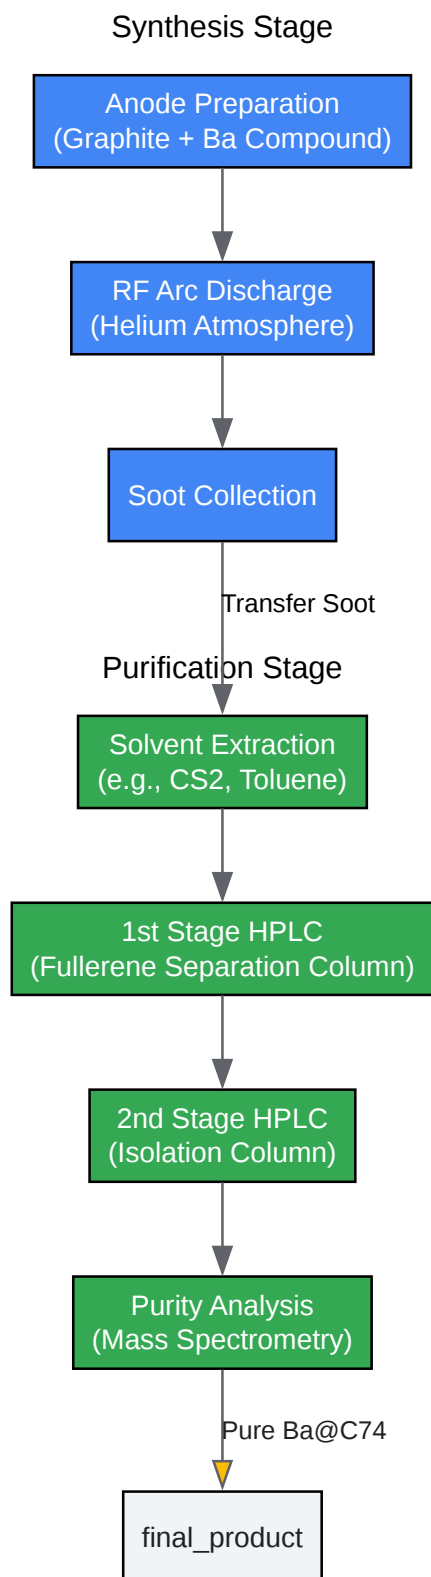 Synthesis Stage
Anode Preparation
(Graphite + Ba Compound)
RF Arc Discharge
(Helium Atmosphere)
Soot Collection
Transfer Soot
Purification Stage
Solvent Extraction
(e.g., CS2, Toluene)
1st Stage HPLC
(Fullerene Separation Column)
2nd Stage HPLC
(Isolation Column)
Purity Analysis
(Mass Spectrometry)
Pure Ba@C74
final_product